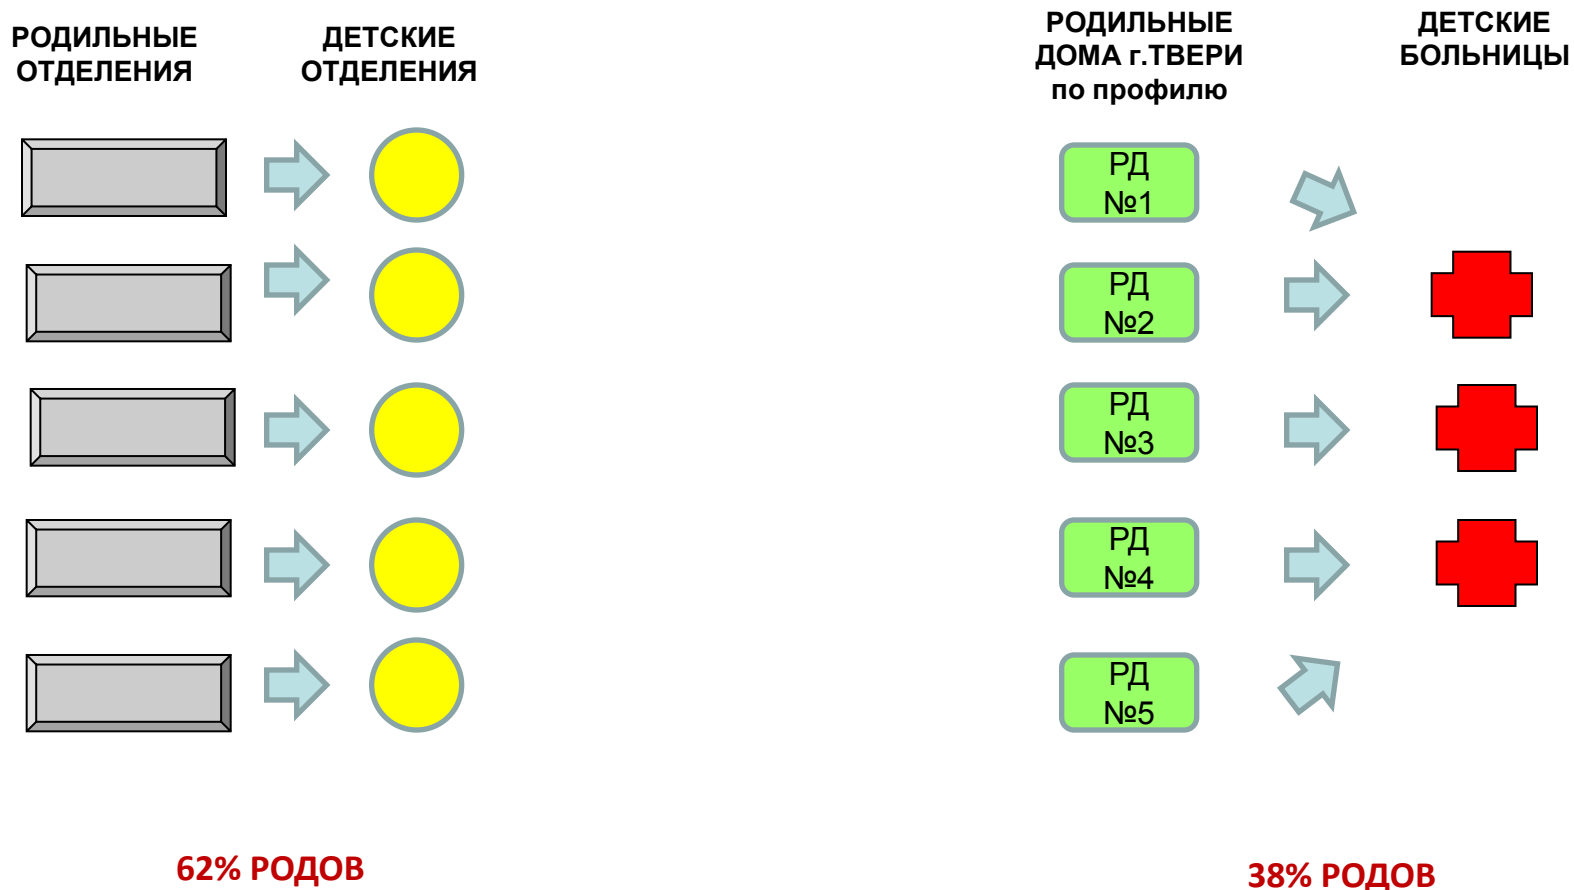 РОДИЛЬНЫЕ
ОТДЕЛЕНИЯ
ДЕТСКИЕ
ОТДЕЛЕНИЯ
РОДИЛЬНЫЕ
ДОМА г.ТВЕРИ
по профилю
ДЕТСКИЕ
БОЛЬНИЦЫ
РД
№1
РД
№2
РД
№3
РД
№4
РД
№5
62% РОДОВ
38% РОДОВ